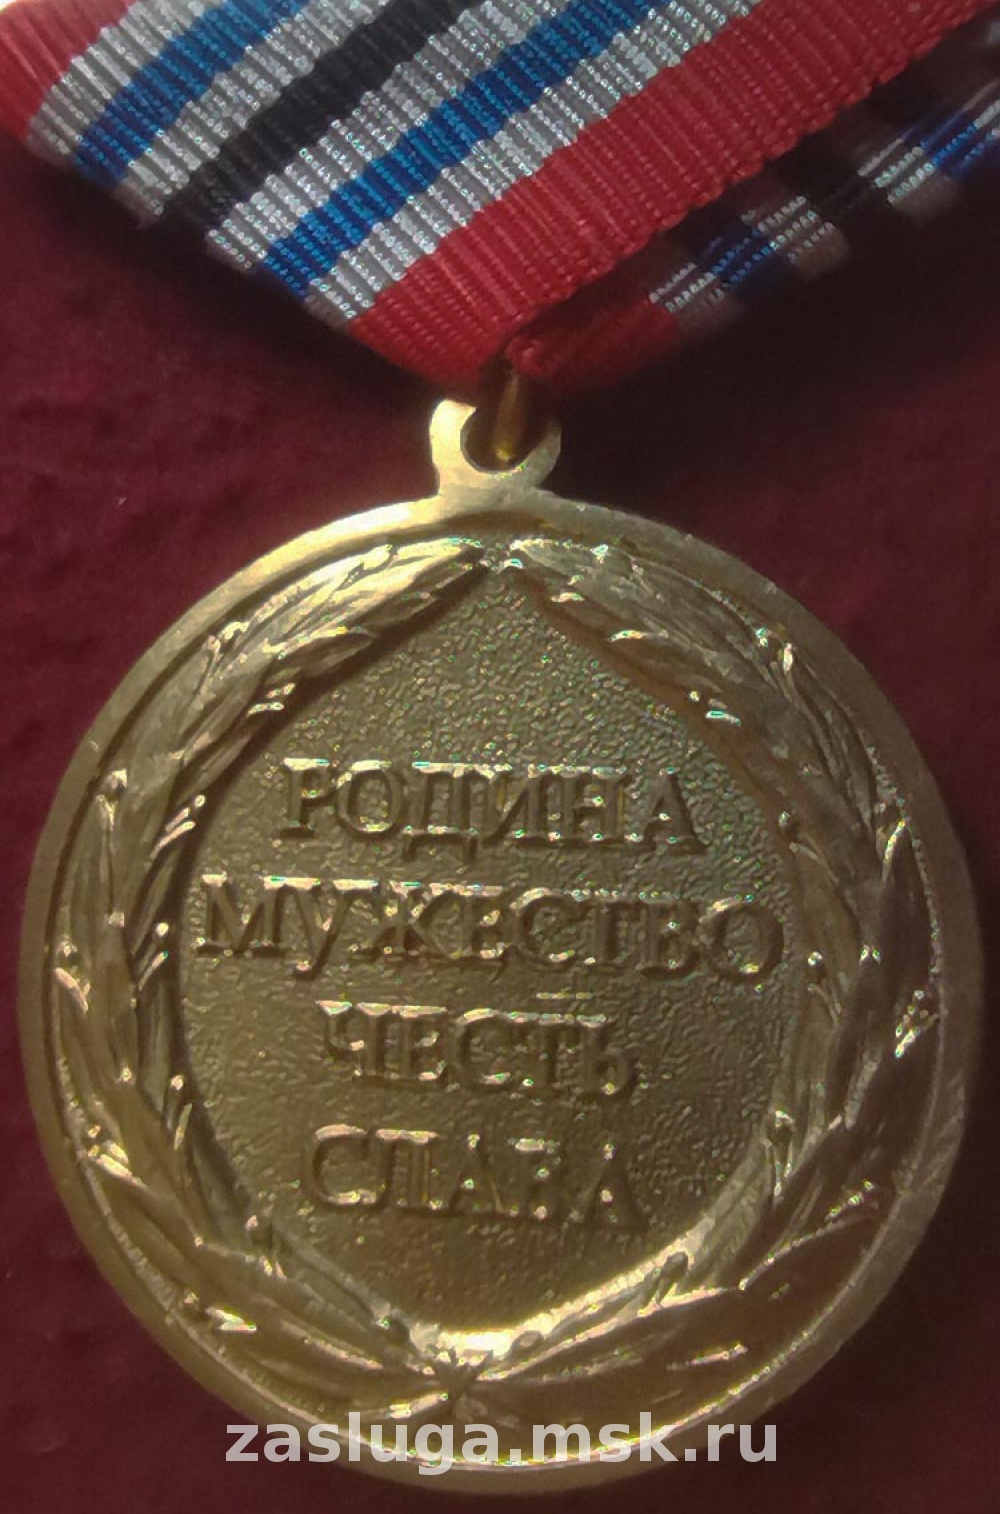 РОДИНА
МУЖЕСТВО
ЧЕСТЬ
СЛАВА
zasluga.msk.ru